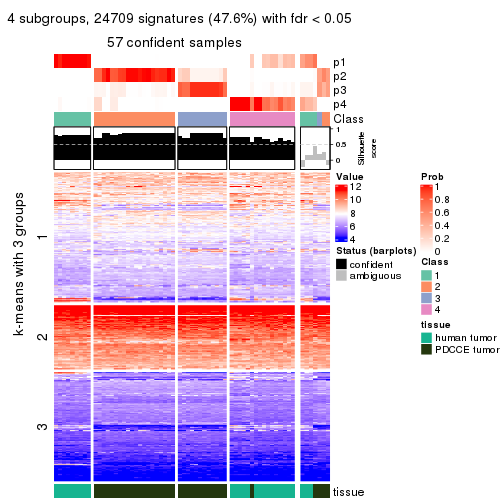 4 subgroups, 24709 signatures (47.6%) with fdr < 0.05
57 confident samples
p1
p2
p3
p4
Class
1
0.5
0
Silhouette
score
k-means with 3 groups
1
2
3
tissue
Value
12
10
8
6
4
Status (barplots)
confident
ambiguous
Prob
1
0.8
0.6
0.4
0.2
0
Class
1
2
3
4
tissue
human tumor
PDCCE tumor